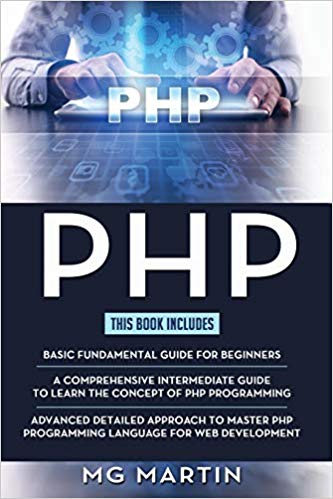 PHP
PHP
THIS BOOK INCLUDES
BASIC FUNDAMENTAL GUIDE FOR BEGINNERS
A COMPREHENSIVE INTERMEDIATE GUIDE
TO LEARN THE CONCEPT OF PHP PROGRAMMING
ADVANCED DETAILED APPROACH TO MASTER PHP
PROGRAMMING LANGUAGE FOR WEB DEVELOPMENT
MG MARTIN